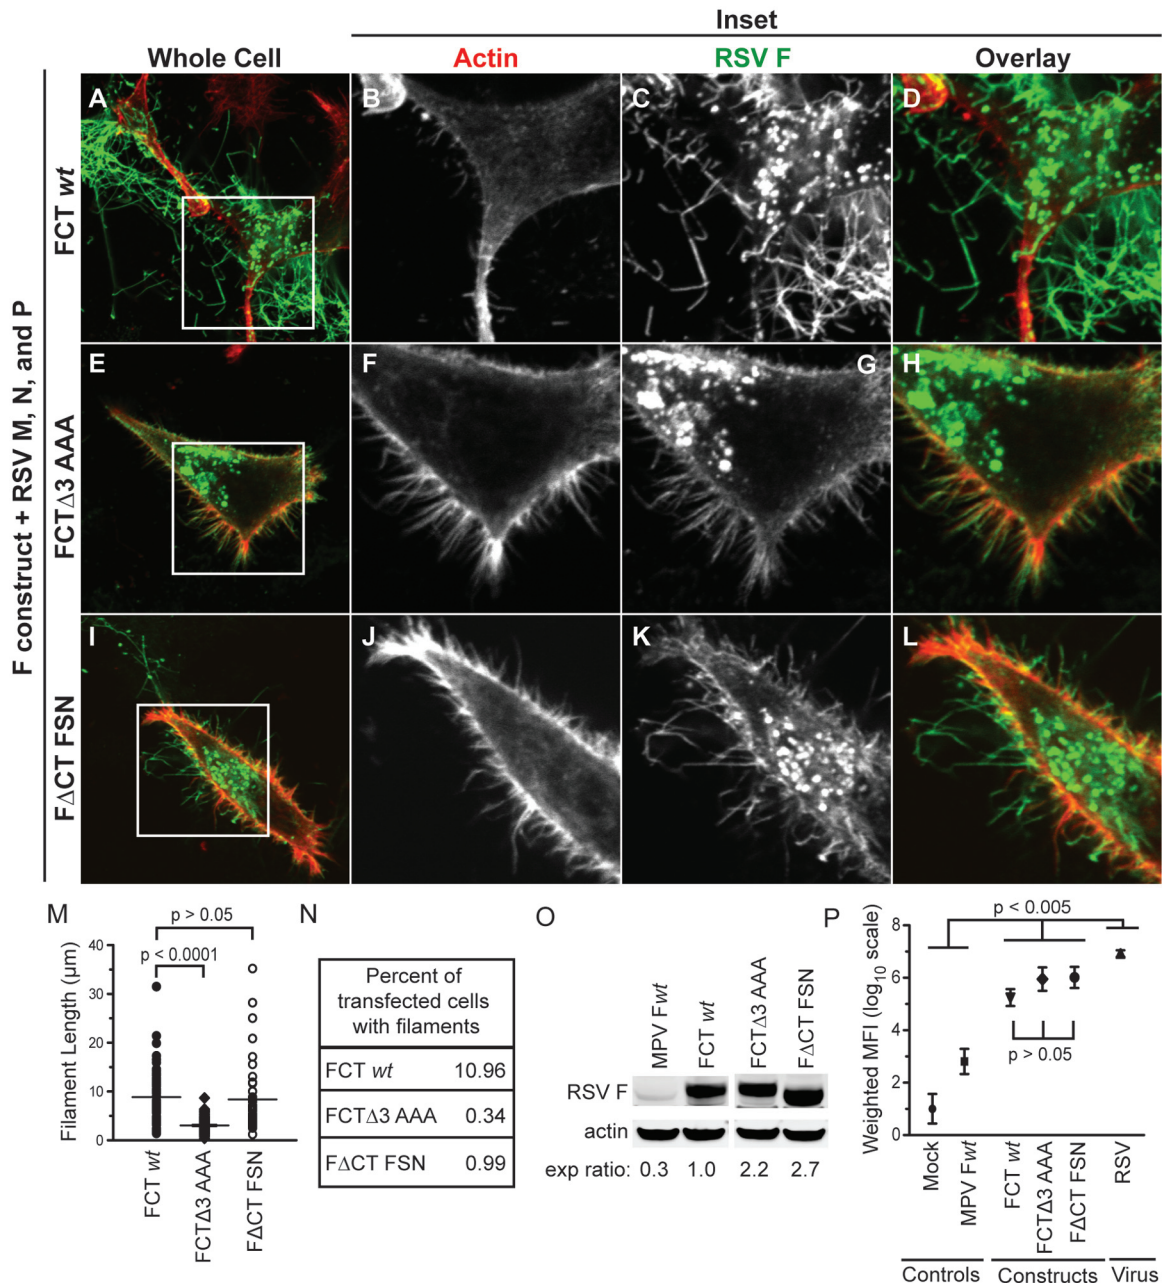 Inset
Whole Cell Actin RSV F Overlay
F construct + RSV M, N, and P
FCT wt
A B C D
FCTΔ3 AAA
E F G H
FΔCT FSN
I J K L
M
Filament Length (μm)
40
30
20
10
0
p > 0.05
p < 0.0001
FCT wt
FCTΔ3 AAA
FΔCT FSN
N
Percent of
transfected cells
with filaments
FCT wt 10.96
FCTΔ3 AAA 0.34
FΔCT FSN 0.99
O
MPV Fwt
FCT wt
FCTΔ3 AAA
FΔCT FSN
RSV F
actin
exp ratio: 0.3 1.0 2.2 2.7
P
Weighted MFI (log10 scale)
8
6
4
2
0
p < 0.005
p > 0.05
Mock
MPV Fwt
FCT wt
FCTΔ3 AAA
FΔCT FSN
RSV
Controls Constructs Virus